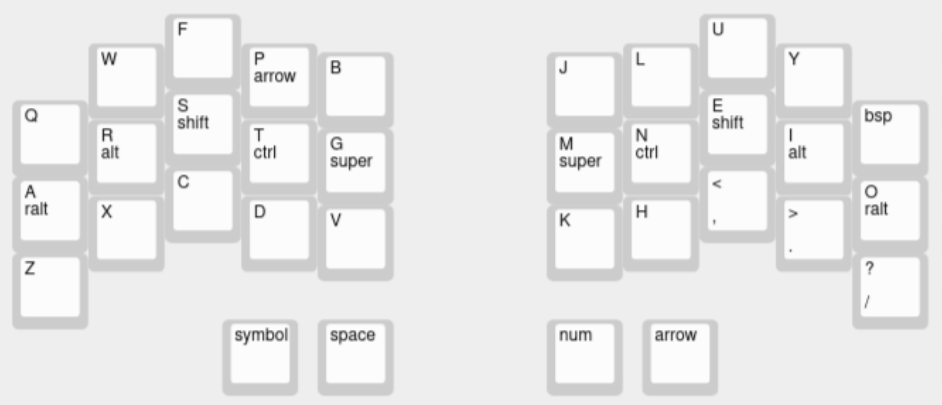 Q
W
F
P
arrow
B
J
L
U
Y
bsp
A
ralt
R
alt
S
shift
T
ctrl
G
super
M
super
N
ctrl
E
shift
I
alt
O
ralt
Z
X
C
D
V
K
H
<
,
>
.
?
/
symbol
space
num
arrow